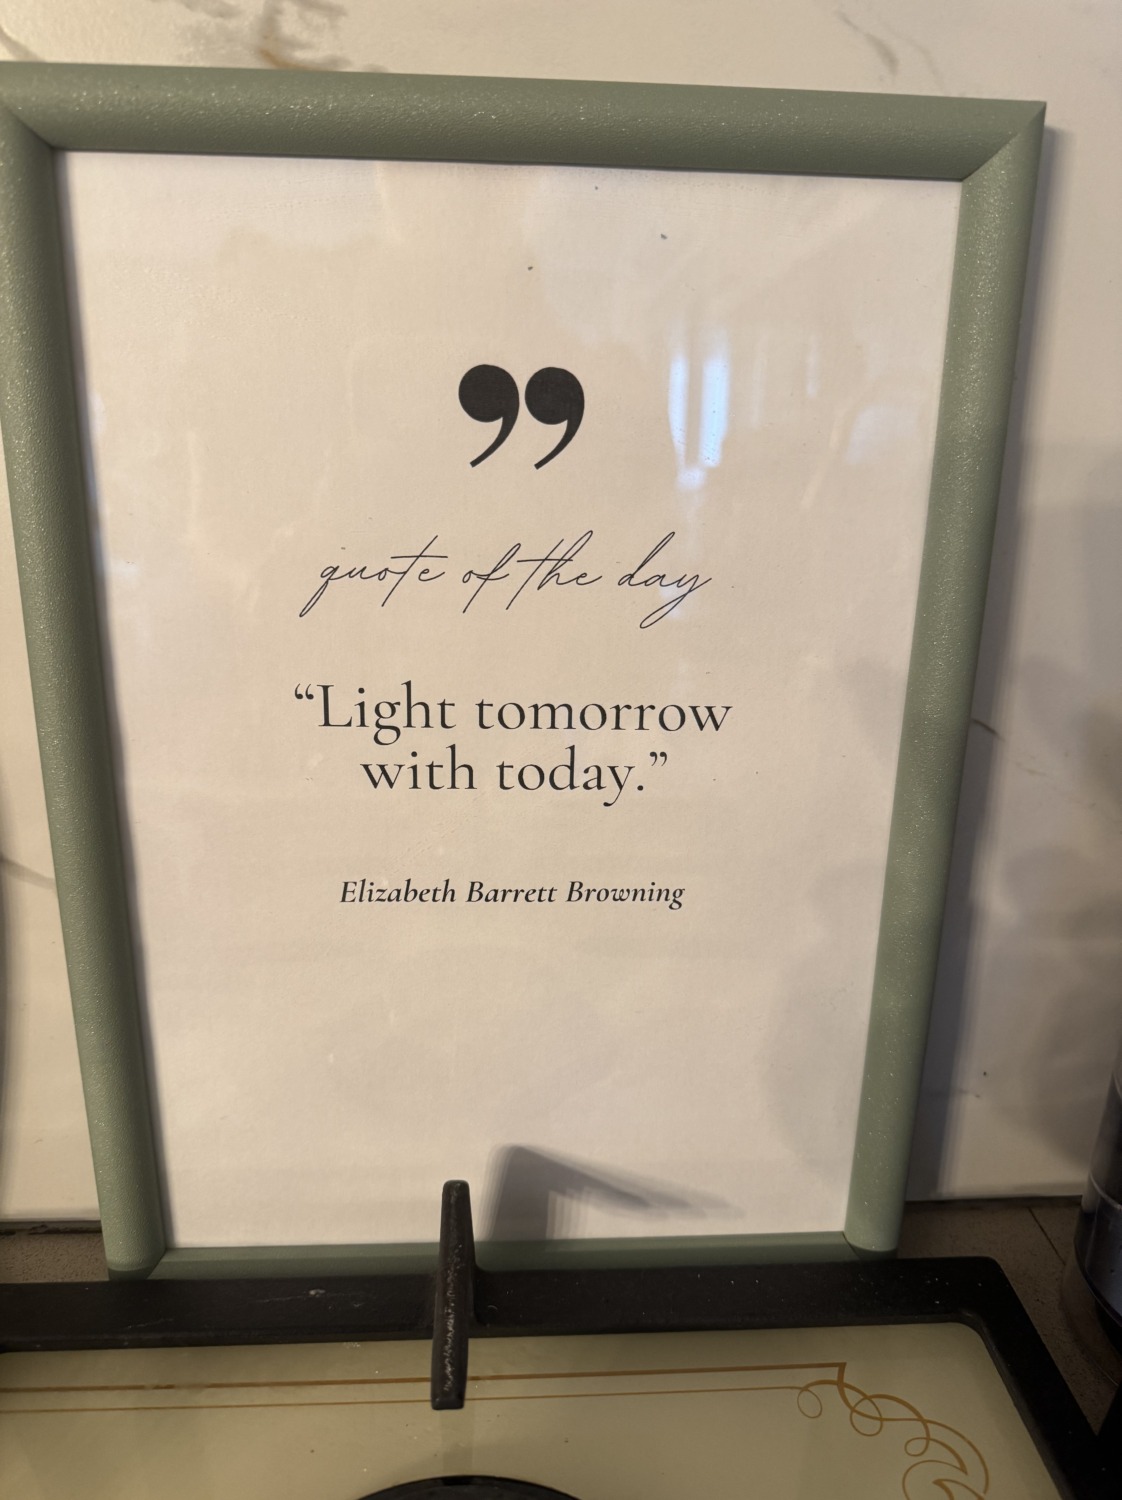 ”
quote of the day
“Light tomorrow
with today.”
Elizabeth Barrett Browning